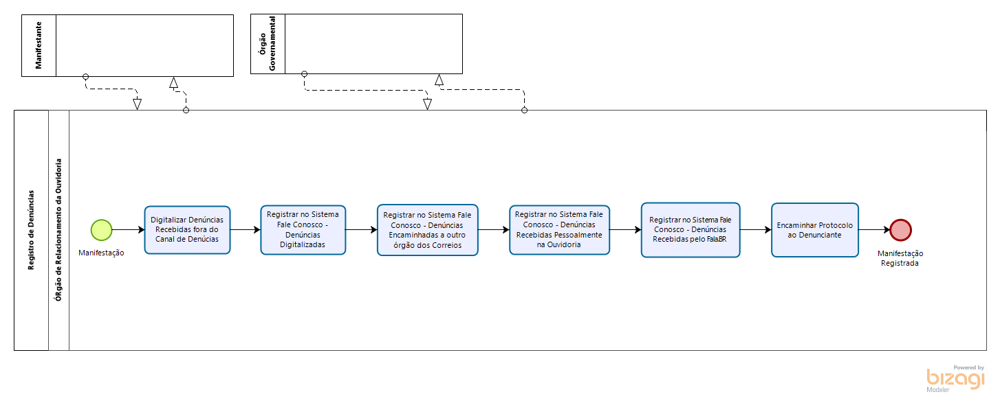 Manifestante
Órgão
Governamental
Registro de Denúncias
ÓRgão de Relacionamento da Ouvidoria
Manifestação
Digitalizar Denúncias
Recebidas fora do
Canal de Denúcias
Registrar no Sistema
Fale Conosco -
Denúncias
Digitalizadas
Registrar no Sistema Fale
Conosco - Denúncias
Encaminhadas a outro
órgão dos Correios
Registrar no Sistema Fale
Conosco - Denúncias
Recebidas Pessoalmente
na Ouvidoria
Registrar no Sistema Fale
Conosco - Denúncias
Recebidas pelo Fala.BR
Encaminhar Protocolo
ao Denunciante
Manifestação
Registrada
Powered by
bizagi
Modeler